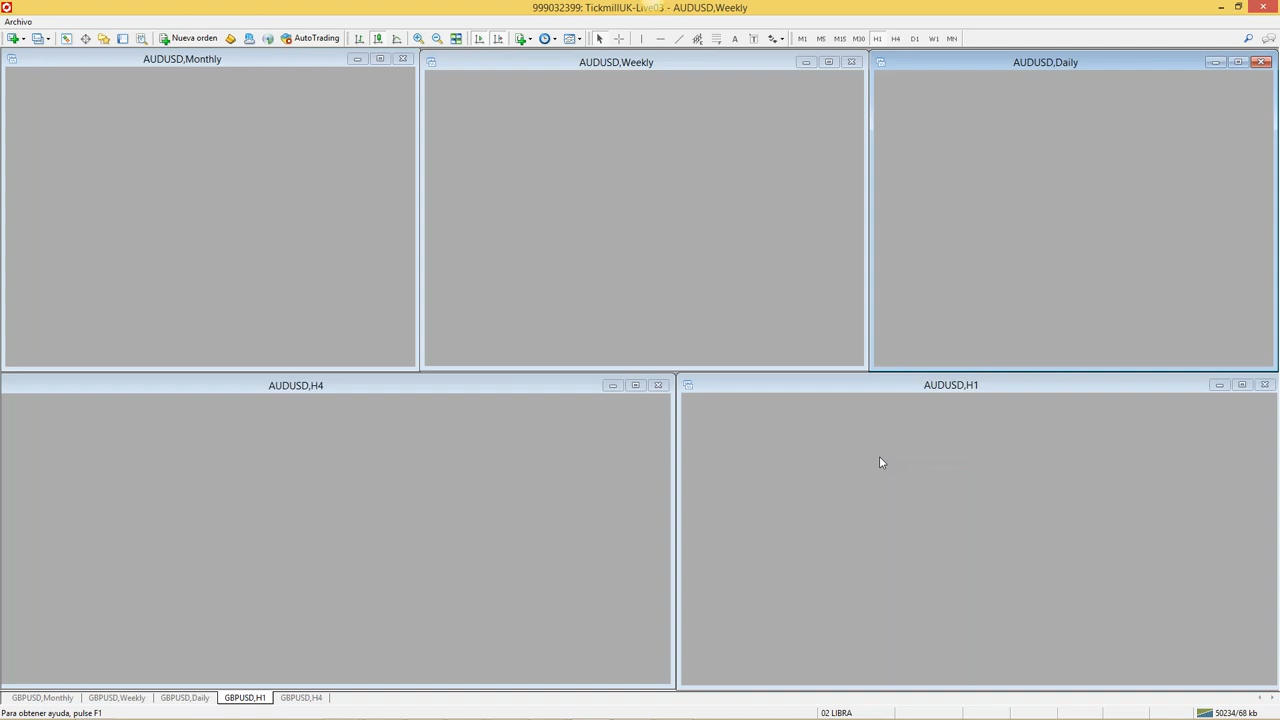 999032399: TickmillUK-Live03 - AUDUSD,Weekly
Archivo
Nueva orden AutoTrading A T M1 M5 M15 M30 H1 H4 D1 W1 MN
AUDUSD,Monthly AUDUSD,Weekly AUDUSD,Daily
AUDUSD,H4 AUDUSD,H1
GBPUSD,Monthly GBPUSD,Weekly GBPUSD,Daily GBPUSD,H1 GBPUSD,H4
Para obtener ayuda, pulse F1 02 LIBRA 50234/68 kb